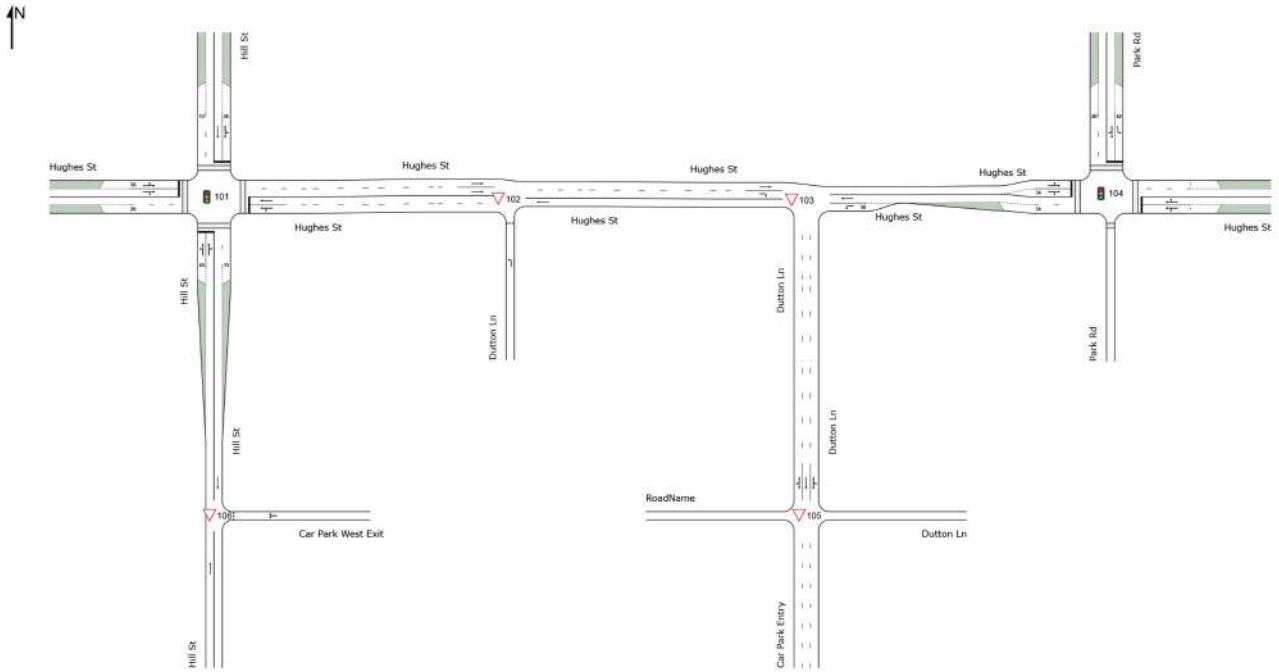 N
Hill St
Park Rd
Hughes St
Hughes St
Hughes St
Hughes St
101
102
103
104
Hughes St
Hughes St
Hughes St
Hughes St
Hill St
Dutton Ln
Dutton Ln
Park Rd
Hill St
Dutton Ln
RoadName
106
105
Car Park West Exit
Dutton Ln
Hill St
Car Park Entry